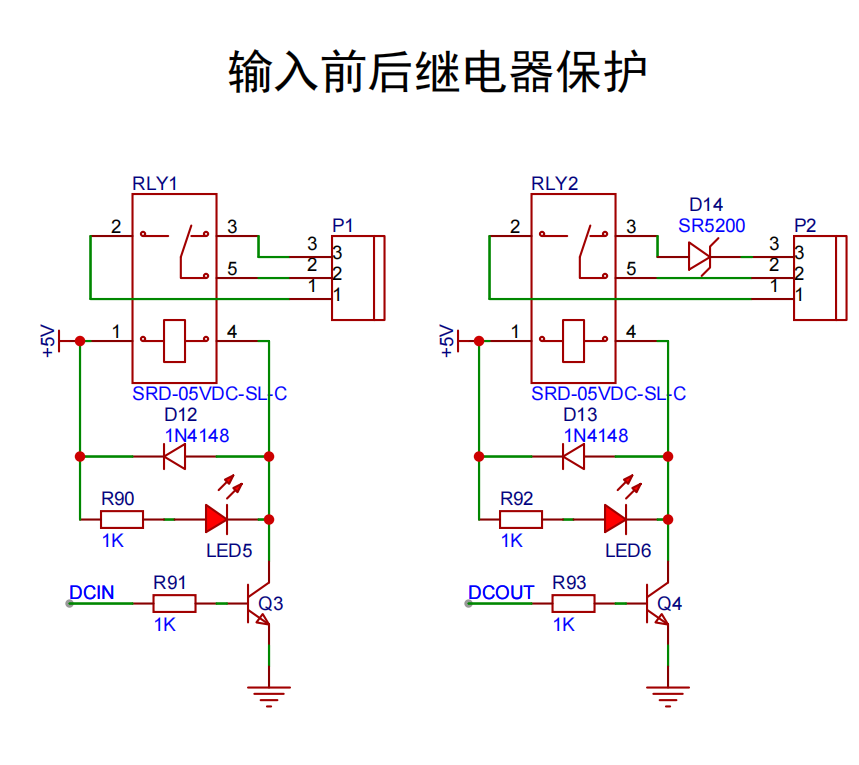 输入前后继电器保护
RLY1
2
3
5
P1
3
3
2
2
1
1
+5V
1
4
SRD-05VDC-SL-C
D12
1N4148
R90
1K
LED5
DCIN
R91
1K
Q3
RLY2
2
3
5
D14
SR5200
P2
3
3
2
2
1
1
+5V
1
4
SRD-05VDC-SL-C
D13
1N4148
R92
1K
LED6
DCOUT
R93
1K
Q4